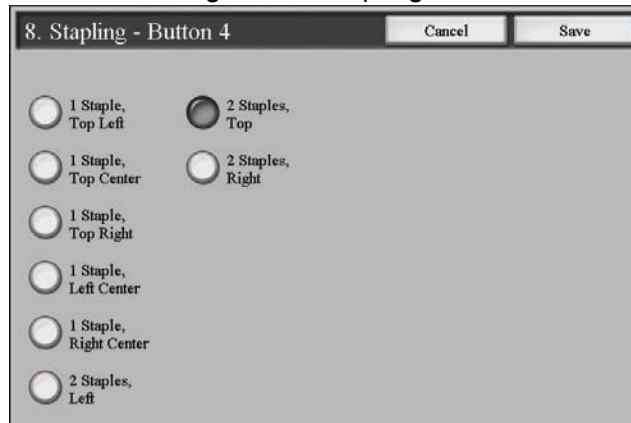 8. Stapling - Button 4
Cancel
Save
1 Staple,
Top Left
1 Staple,
Top Center
1 Staple,
Top Right
1 Staple,
Left Center
1 Staple,
Right Center
2 Staples,
Left
2 Staples,
Top
2 Staples,
Right